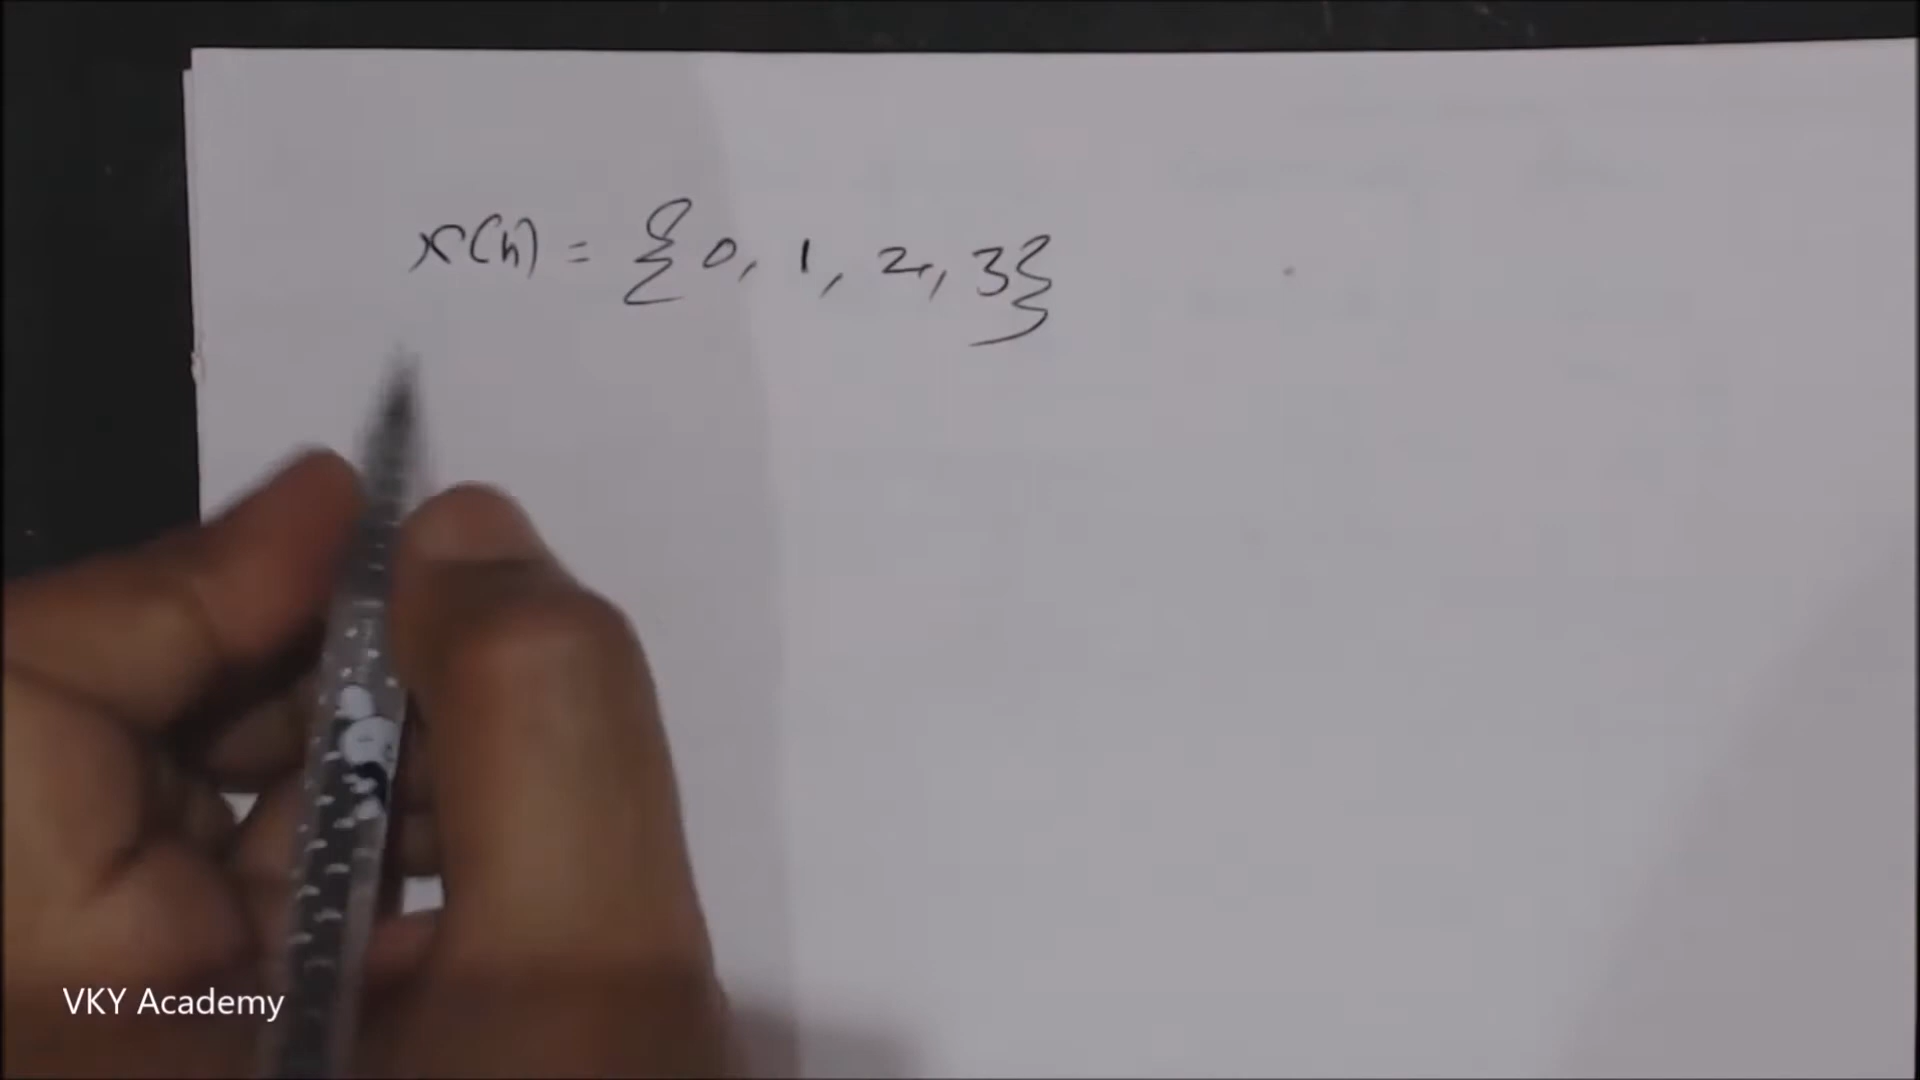 x(n) = {0, 1, 2, 3}
VKY Academy